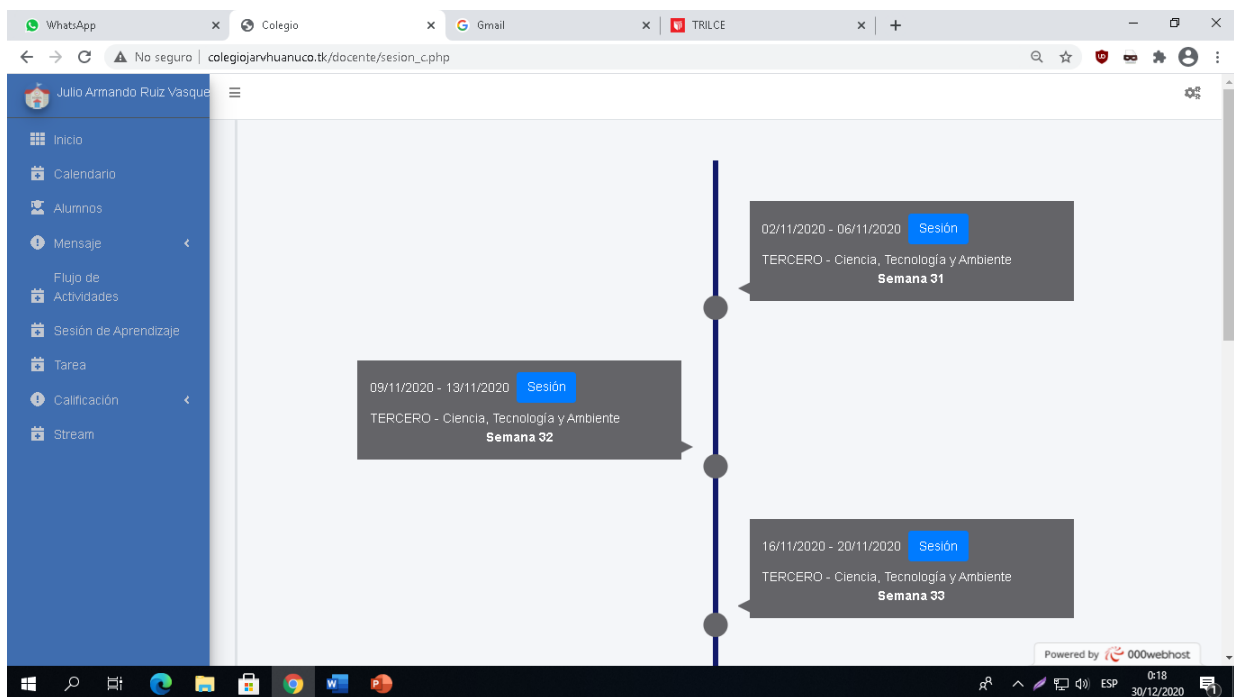 WhatsApp
Colegio
Gmail
TRILCE
No seguro
colegiojarvhuanuco.tk/docente/sesion_c.php
Julio Armando Ruiz Vasque
Inicio
Calendario
Alumnos
Mensaje
Flujo de
Actividades
Sesión de Aprendizaje
Tarea
Calificación
Stream
02/11/2020 - 06/11/2020 Sesión
TERCERO - Ciencia, Tecnología y Ambiente
Semana 31
09/11/2020 - 13/11/2020 Sesión
TERCERO - Ciencia, Tecnología y Ambiente
Semana 32
16/11/2020 - 20/11/2020 Sesión
TERCERO - Ciencia, Tecnología y Ambiente
Semana 33
Powered by 000webhost
ESP
0:18
30/12/2020